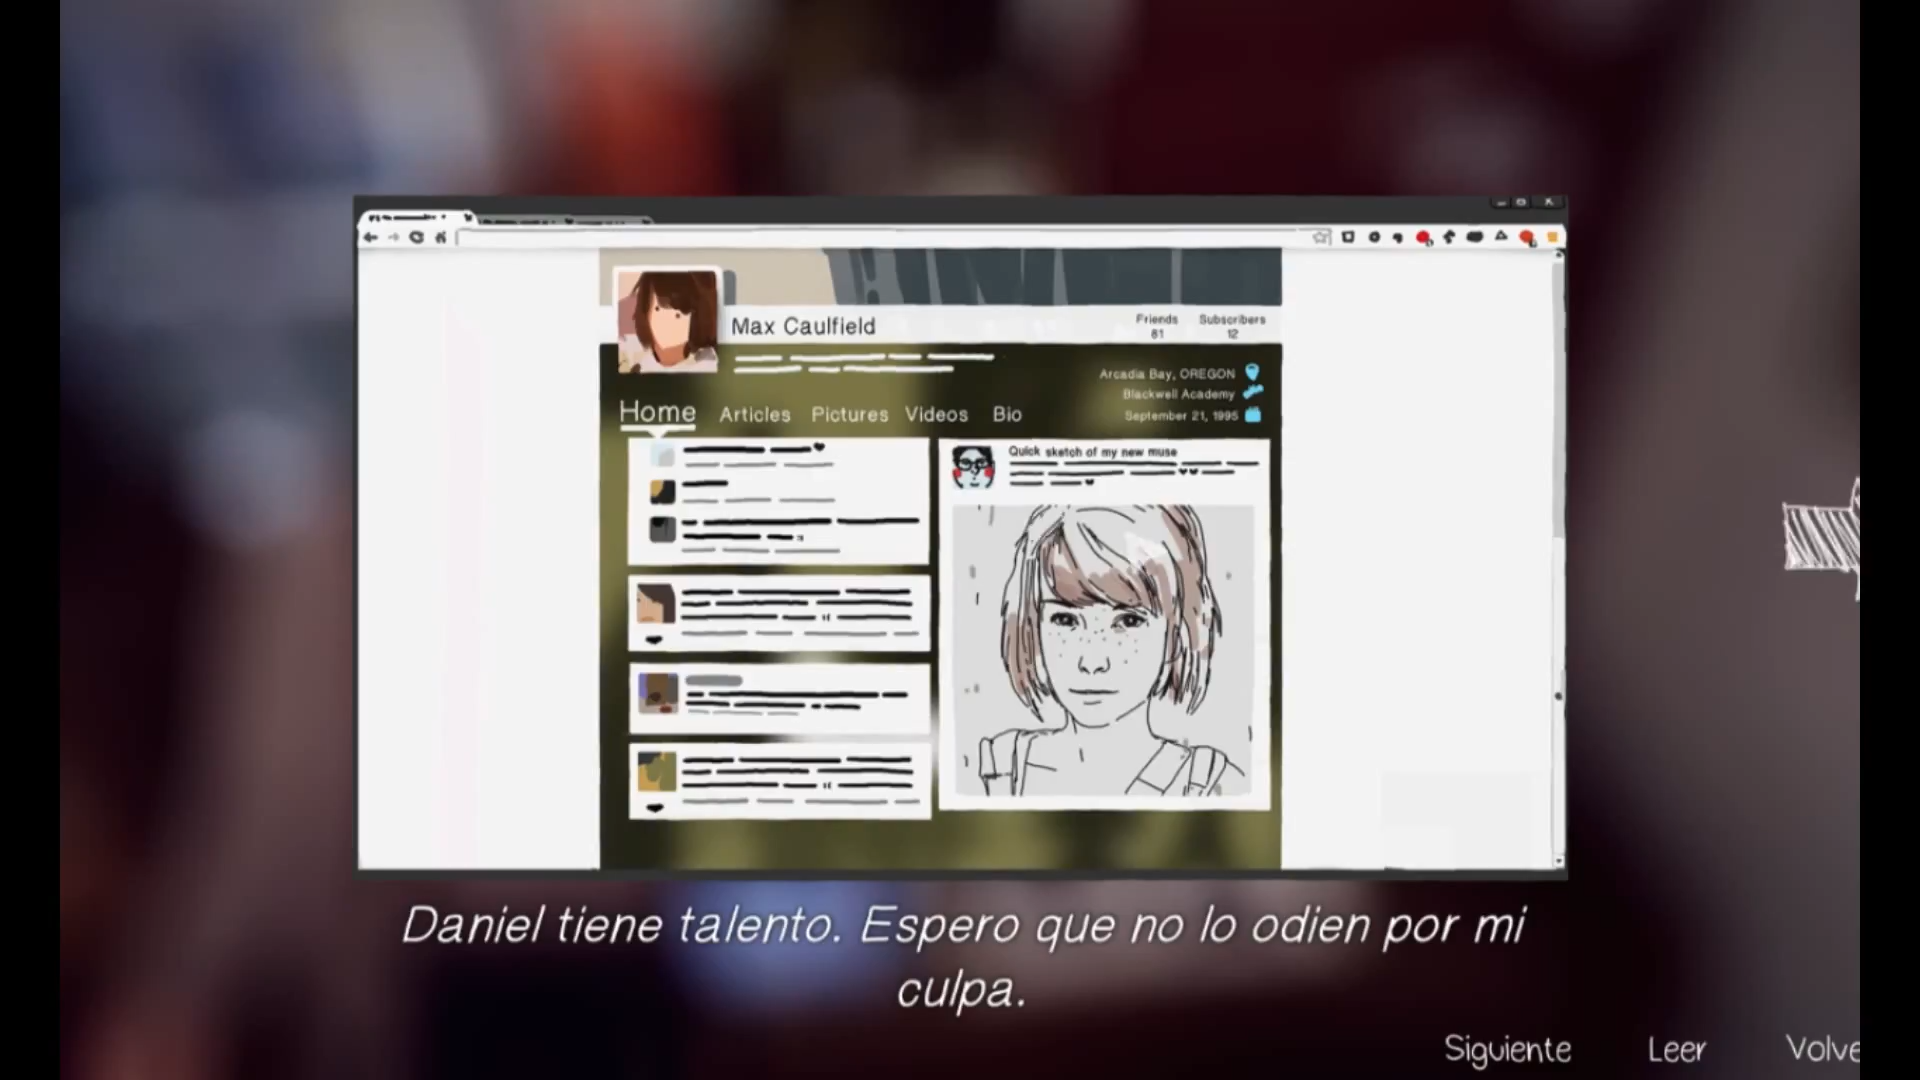 Max Caulfield
Friends
81
Subscribers
12
Arcadia Bay, OREGON
Blackwell Academy
September 21, 1995
Home Articles Pictures Videos Bio
Quick sketch of my new muse
Daniel tiene talento. Espero que no lo odien por mi
culpa.
Siguiente Leer Volve